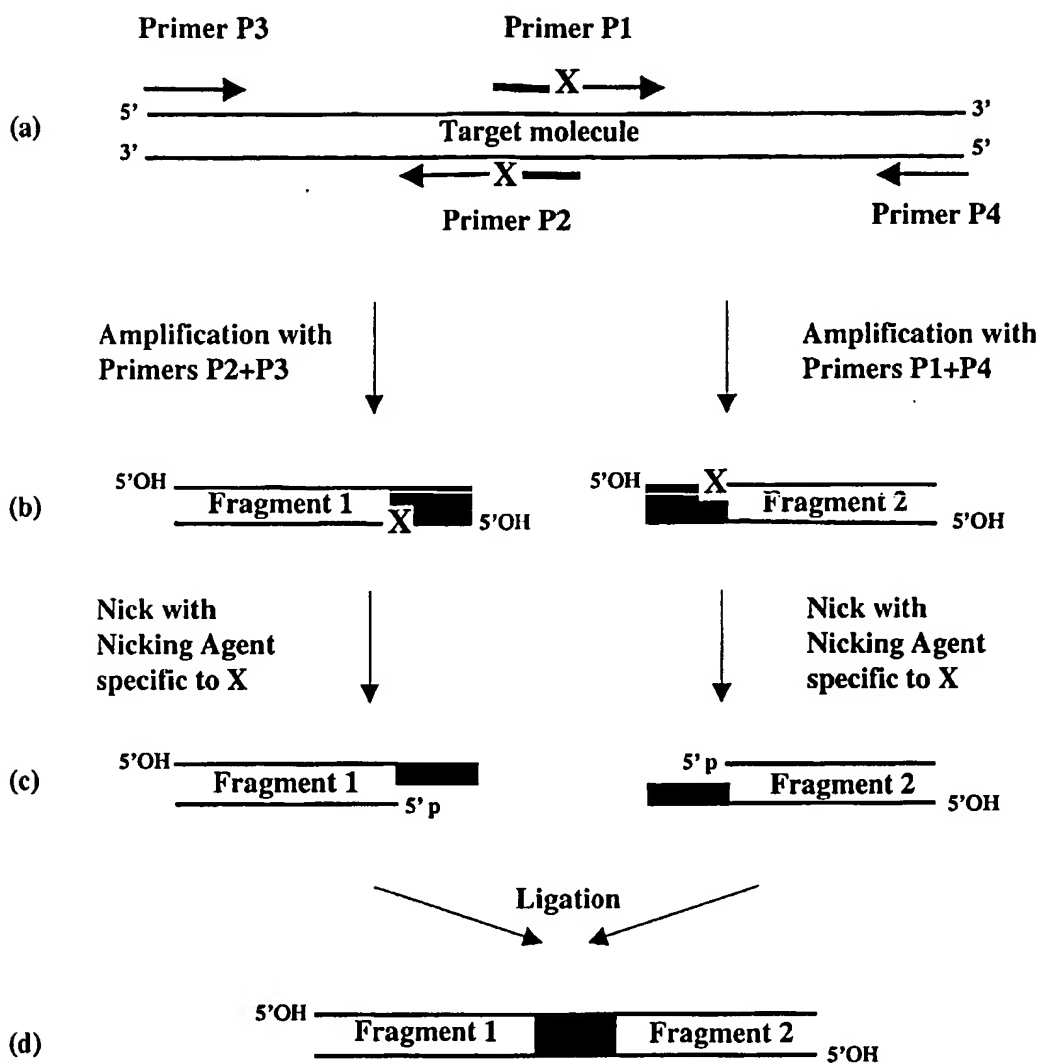 Primer P3
Primer P1
X
(a)
5'
3'
Target molecule
3'
5'
X
Primer P2
Primer P4
Amplification with
Primers P2+P3
Amplification with
Primers P1+P4
(b)
5'OH
Fragment 1
X
5'OH
5'OH
X
Fragment 2
5'OH
Nick with
Nicking Agent
specific to X
Nick with
Nicking Agent
specific to X
(c)
5'OH
Fragment 1
5' p
5' p
Fragment 2
5'OH
Ligation
(d)
5'OH
Fragment 1
Fragment 2
5'OH